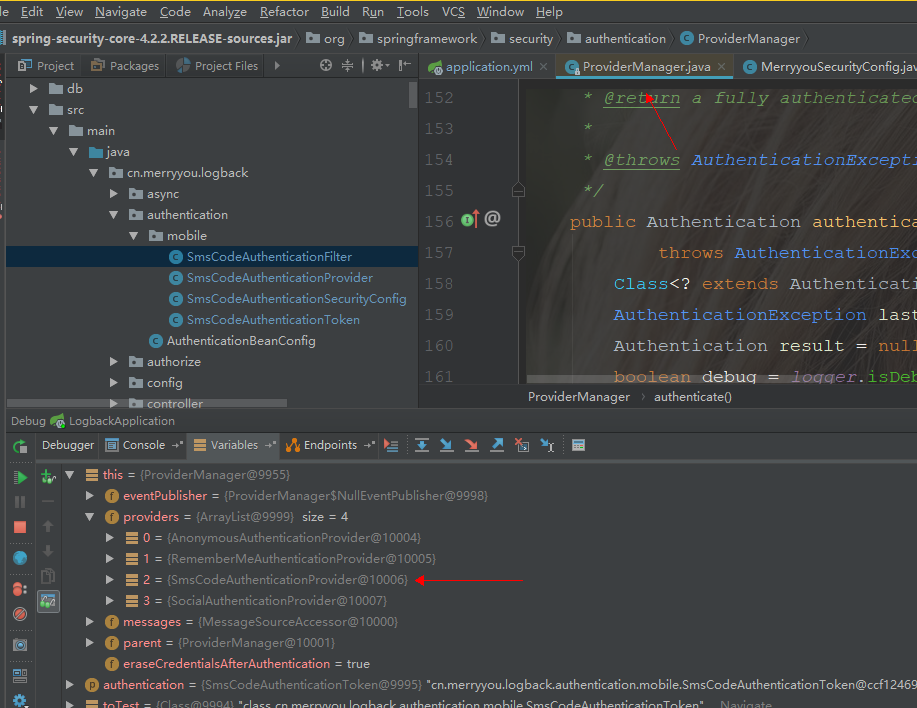 le Edit View Navigate Code Analyze Refactor Build Run Tools VCS Window Help
spring-security-core-4.2.2.RELEASE-sources.jar org springframework security authentication ProviderManager
Project Packages Project Files application.yml ProviderManager.java MerryyouSecurityConfig.jav
db
src
main
java
cn.merryyou.logback
async
authentication
mobile
SmsCodeAuthenticationFilter
SmsCodeAuthenticationProvider
SmsCodeAuthenticationSecurityConfig
SmsCodeAuthenticationToken
AuthenticationBeanConfig
authorize
config
controller
152 * @return a fully authenticated
153 *
154 * @throws AuthenticationExcepti
155 */
156 @ public Authentication authentica
157 throws AuthenticationExc
158 Class<? extends Authenticati
159 AuthenticationException last
160 Authentication result = null
161 boolean debug = logger.isDeb
ProviderManager › authenticate()
Debug LogbackApplication
Debugger Console Variables Endpoints
this = {ProviderManager@9955}
eventPublisher = {ProviderManager$NullEventPublisher@9998}
providers = {ArrayList@9999} size = 4
0 = {AnonymousAuthenticationProvider@10004}
1 = {RememberMeAuthenticationProvider@10005}
2 = {SmsCodeAuthenticationProvider@10006}
3 = {SocialAuthenticationProvider@10007}
messages = {MessageSourceAccessor@10000}
parent = {ProviderManager@10001}
eraseCredentialsAfterAuthentication = true
authentication = {SmsCodeAuthenticationToken@9995} "cn.merryyou.logback.authentication.mobile.SmsCodeAuthenticationToken@ccf12469
toTest = {Class@9994} "class cn.merryyou.logback.authentication.mobile.SmsCodeAuthenticationToken" Navigate